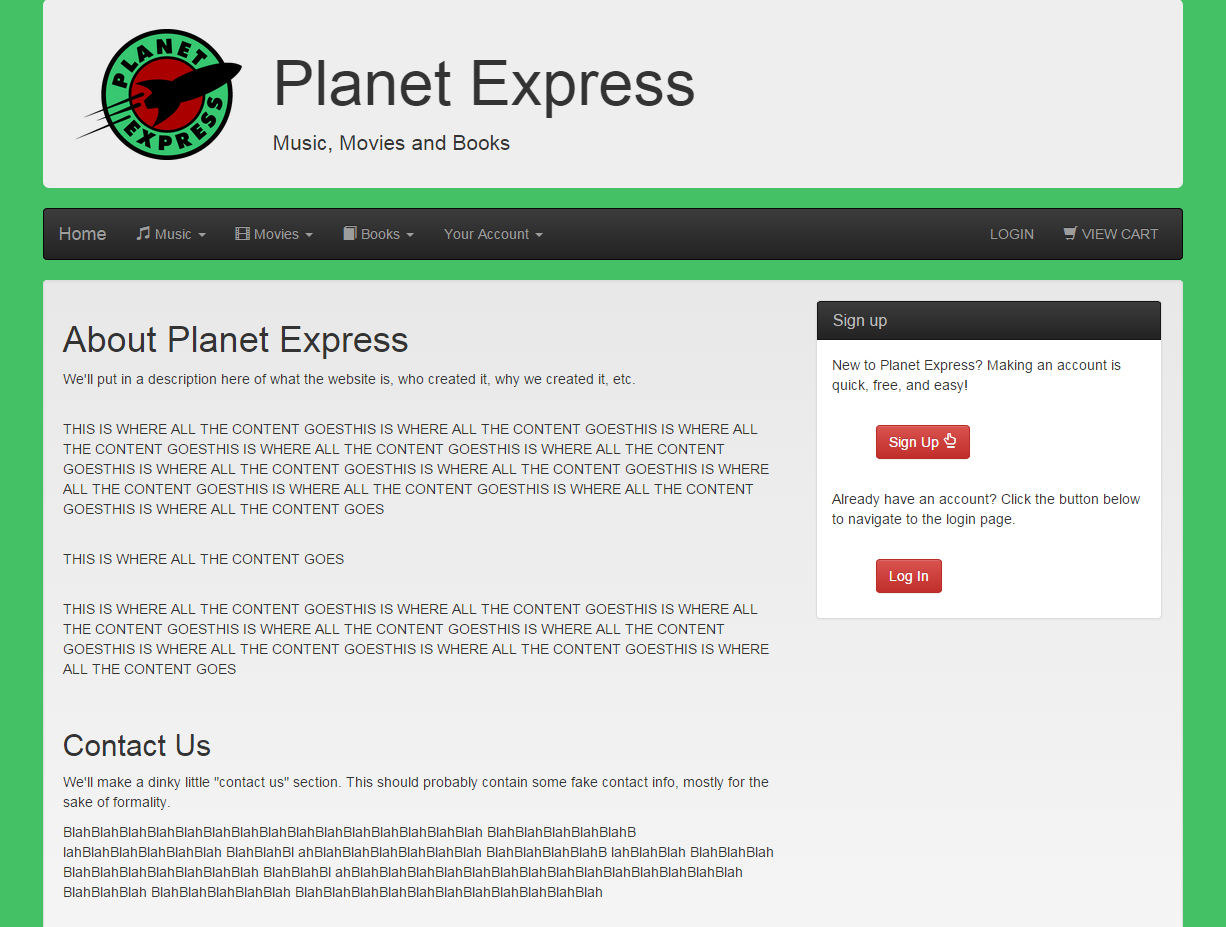 PLANET
EXPRESS
Planet Express
Music, Movies and Books
Home Music Movies Books Your Account LOGIN VIEW CART
About Planet Express
We'll put in a description here of what the website is, who created it, why we created it, etc.
THIS IS WHERE ALL THE CONTENT GOESTHIS IS WHERE ALL THE CONTENT GOESTHIS IS WHERE ALL
THE CONTENT GOESTHIS IS WHERE ALL THE CONTENT GOESTHIS IS WHERE ALL THE CONTENT
GOESTHIS IS WHERE ALL THE CONTENT GOESTHIS IS WHERE ALL THE CONTENT GOESTHIS IS WHERE
ALL THE CONTENT GOESTHIS IS WHERE ALL THE CONTENT GOESTHIS IS WHERE ALL THE CONTENT
GOESTHIS IS WHERE ALL THE CONTENT GOES
THIS IS WHERE ALL THE CONTENT GOES
THIS IS WHERE ALL THE CONTENT GOESTHIS IS WHERE ALL THE CONTENT GOESTHIS IS WHERE ALL
THE CONTENT GOESTHIS IS WHERE ALL THE CONTENT GOESTHIS IS WHERE ALL THE CONTENT
GOESTHIS IS WHERE ALL THE CONTENT GOESTHIS IS WHERE ALL THE CONTENT GOESTHIS IS WHERE
ALL THE CONTENT GOES
Contact Us
We'll make a dinky little "contact us" section. This should probably contain some fake contact info, mostly for the
sake of formality.
BlahBlahBlahBlahBlahBlahBlahBlahBlahBlahBlahBlahBlahBlahBlah BlahBlahBlahBlahBlahB
lahBlahBlahBlahBlahBlah BlahBlahBl ahBlahBlahBlahBlahBlahBlah BlahBlahBlahBlahB lahBlahBlah BlahBlahBlah
BlahBlahBlahBlahBlahBlahBlah BlahBlahBl ahBlahBlahBlahBlahBlahBlahBlahBlahBlahBlahBlahBlahBlahBlah
BlahBlahBlah BlahBlahBlahBlahBlah BlahBlahBlahBlahBlahBlahBlahBlahBlahBlahBlah
Sign up
New to Planet Express? Making an account is
quick, free, and easy!
Sign Up
Already have an account? Click the button below
to navigate to the login page.
Log In